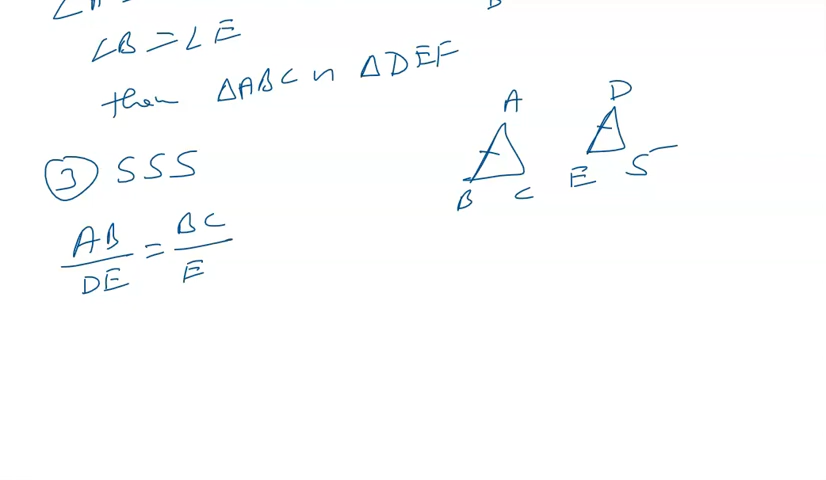 ∠B = ∠E
then ΔABC ~ ΔDEF
A
D
B
C
E
③ SSS
AB/DE = BC/E